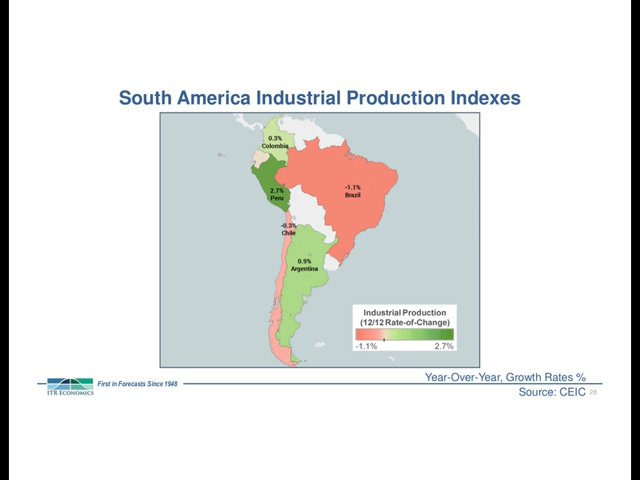 South America Industrial Production Indexes
0.3%
Colombia
2.7%
Peru
-1.1%
Brazil
-0.3%
Chile
0.9%
Argentina
Industrial Production
(12/12 Rate-of-Change)
-1.1% 2.7%
ITR ECONOMICS
First in Forecasts Since 1948
Year-Over-Year, Growth Rates %
Source: CEIC 28